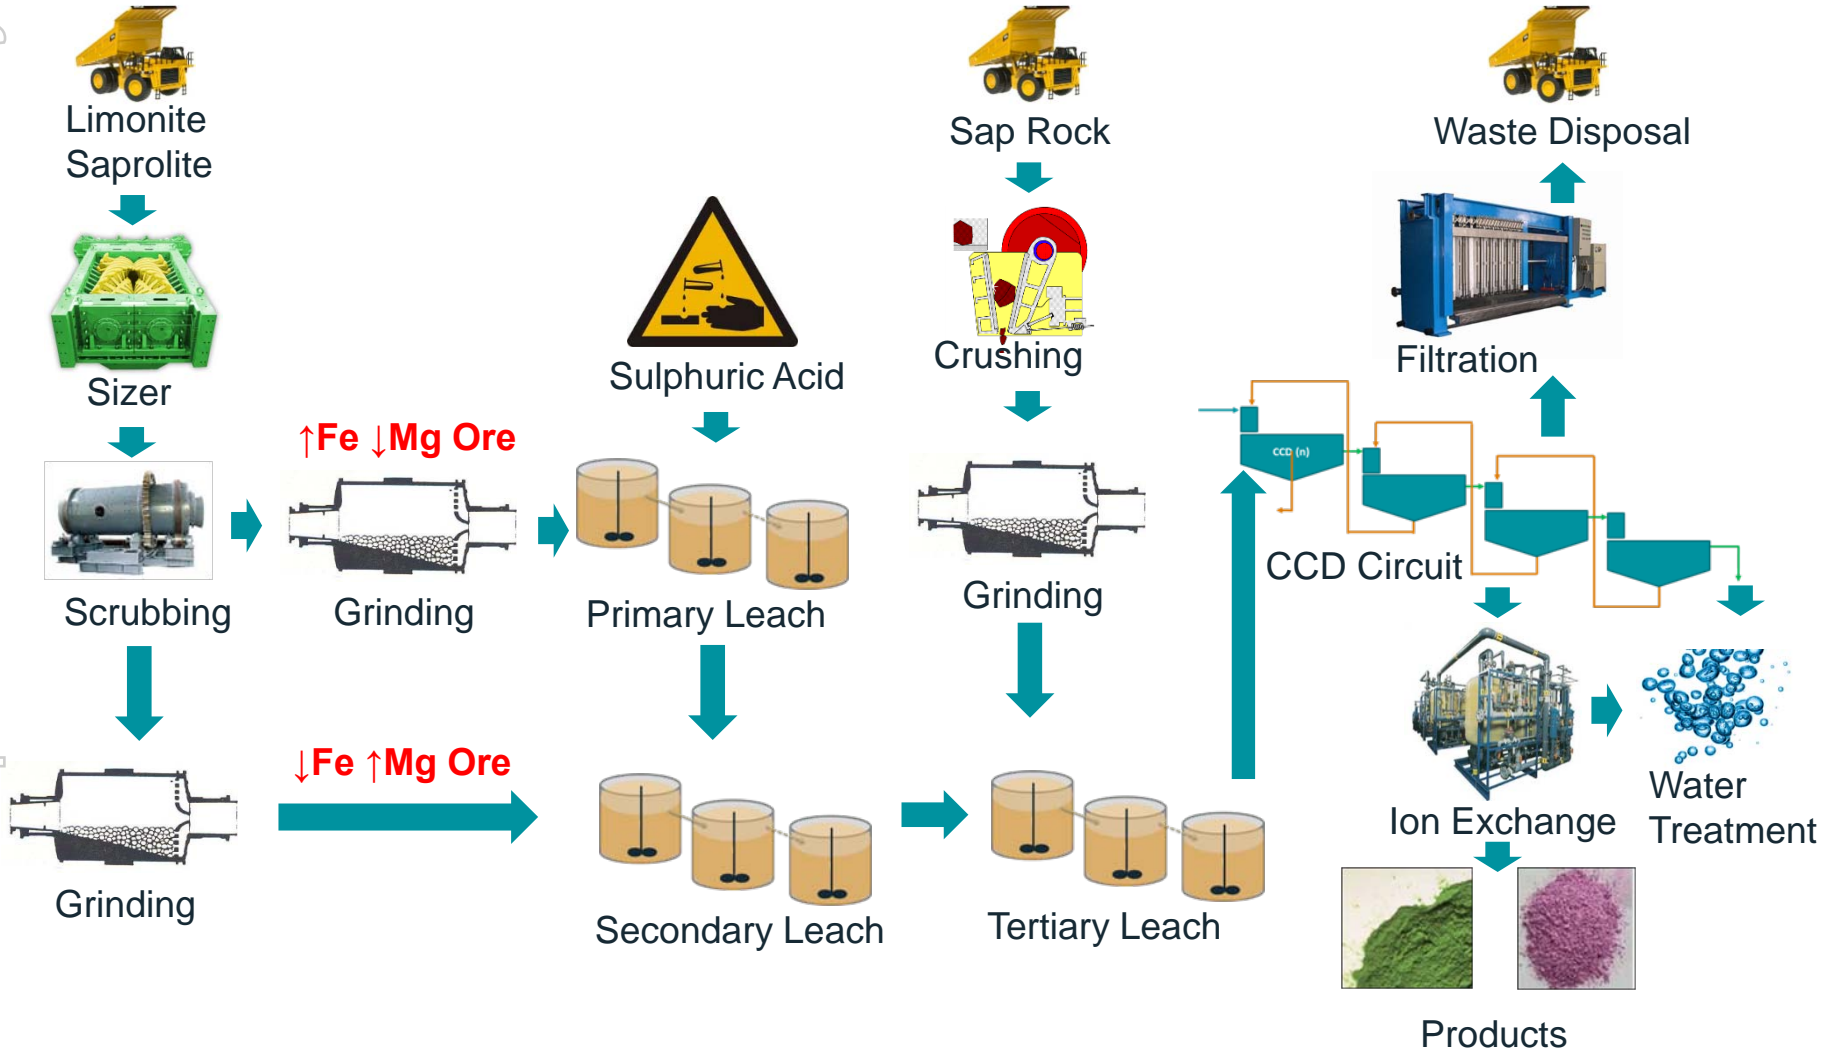 Limonite
Saprolite
Sizer
Scrubbing
Grinding
↑Fe ↓Mg Ore
Grinding
↓Fe ↑Mg Ore
Sulphuric Acid
Primary Leach
Secondary Leach
Sap Rock
Crushing
Grinding
Tertiary Leach
Waste Disposal
Filtration
CCD (n)
CCD Circuit
Ion Exchange
Water
Treatment
Products